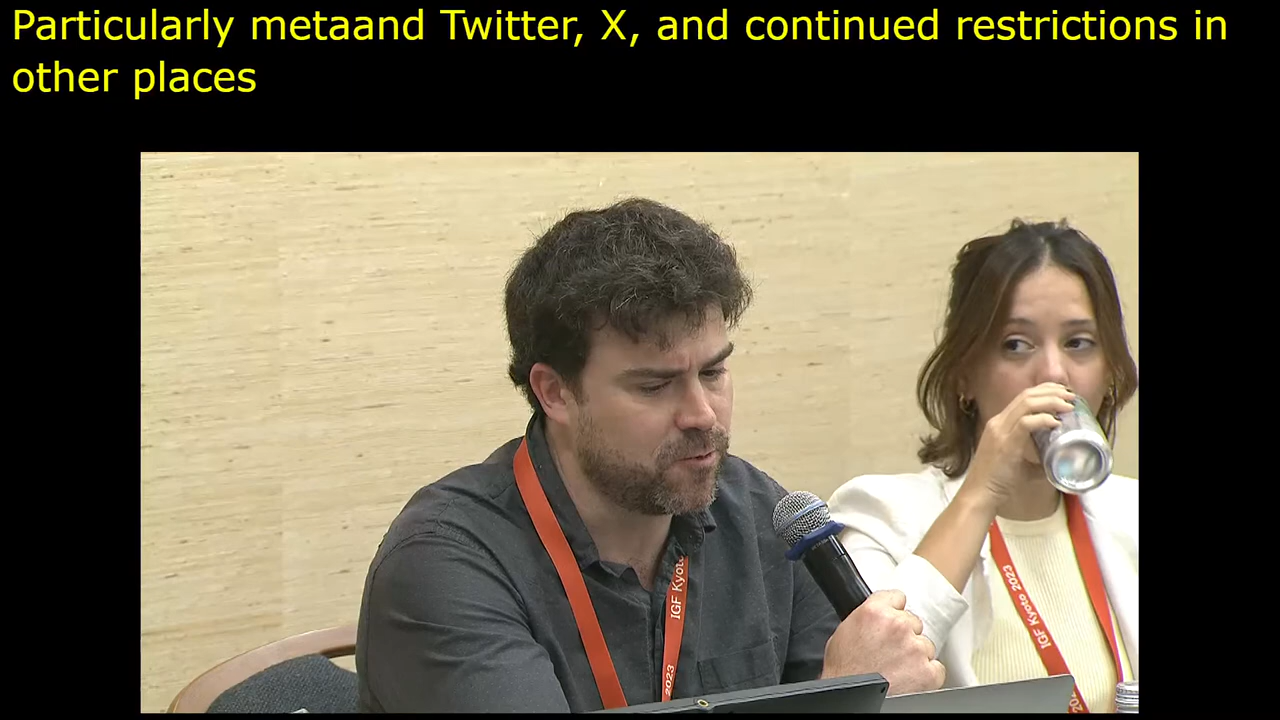 Particularly metaand Twitter, X, and continued restrictions in
other places
IGF Kyoto
2023
IGF Kyoto 2023